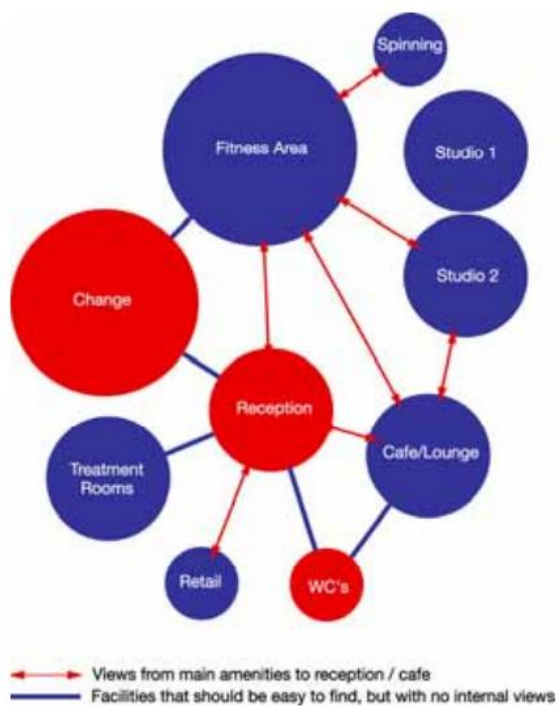 Spinning
Fitness Area
Studio 1
Studio 2
Change
Reception
Cafe/Lounge
Treatment
Rooms
Retail
WC's
Views from main amenities to reception / cafe
Facilities that should be easy to find, but with no internal views